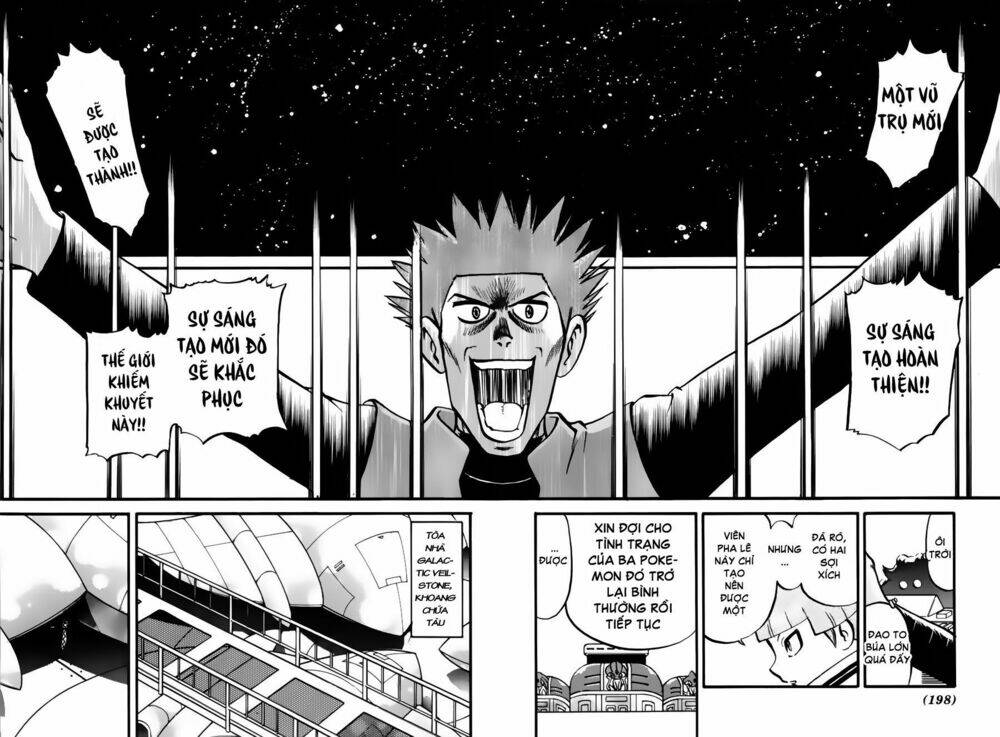 MỘT VŨ
TRỤ MỚI
SẼ
ĐƯỢC
TẠO
THÀNH!!
SỰ SÁNG
TẠO HOÀN
THIỆN!!
SỰ SÁNG
TẠO MỚI ĐÓ
SẼ KHẮC
PHỤC
THẾ GIỚI
KHIẾM
KHUYẾT
NÀY!!
ÔI
TRỜI
DAO TO
BÚA LỚN
QUÁ ĐẤY
(198)
ĐÃ RÕ,
CÓ HAI
SỢI
XÍCH
NHƯNG
...
VIÊN
PHA LÊ
NÀY CHỈ
TẠO
NÊN
ĐƯỢC
MỘT
XIN ĐỢI CHO
TÌNH TRẠNG
CỦA BA POKE-
MON ĐÓ TRỞ
LẠI BÌNH
THƯỜNG RỒI
TIẾP TỤC
...
ĐƯỢC
TÒA
NHÀ
GALAC-
TIC VEIL-
STONE,
KHOANG
CHỨA
TÀU